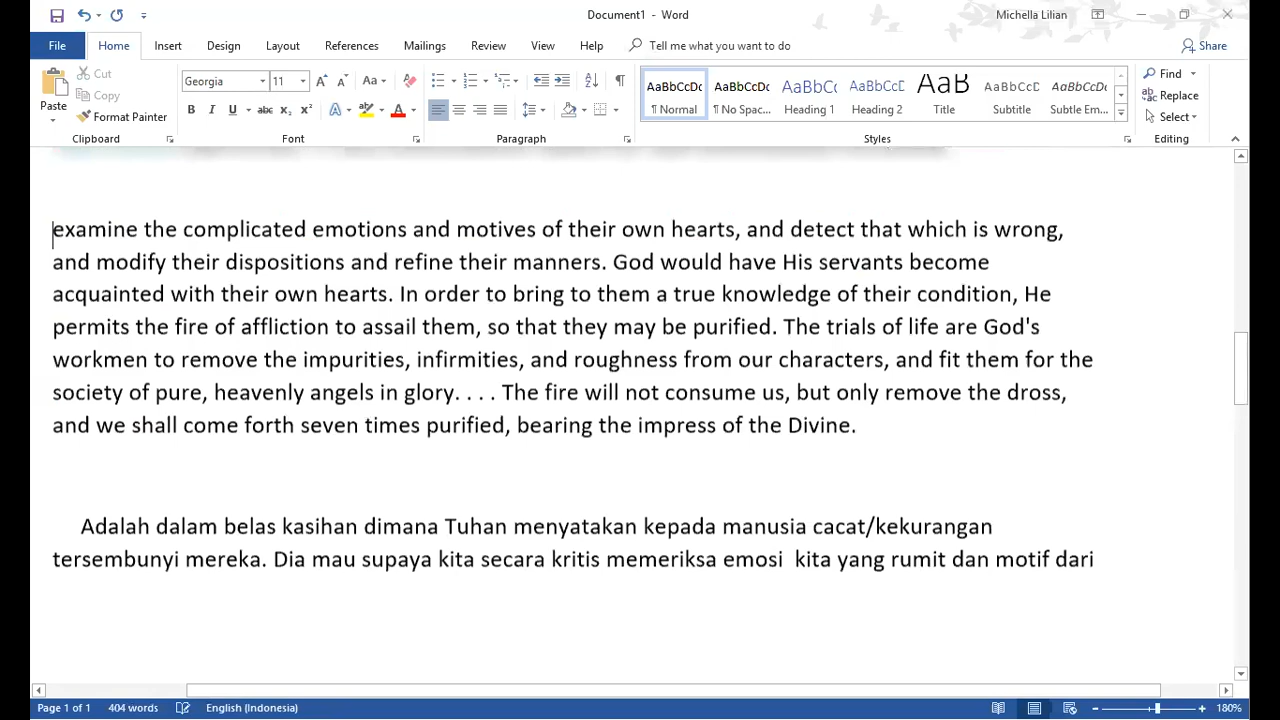 Document1 - Word
Michella Lilian
File Home Insert Design Layout References Mailings Review View Help Tell me what you want to do Share
Paste
Cut
Copy
Format Painter
Clipboard
Georgia 11
Font
Paragraph
AaBbCcDc ¶ Normal
AaBbCcDc ¶ No Spac...
AaBbCc Heading 1
AaBbCcD Heading 2
AaB Title
AaBbCcD Subtitle
AaBbCcD Subtle Em...
Styles
Find
Replace
Select
Editing
examine the complicated emotions and motives of their own hearts, and detect that which is wrong,
and modify their dispositions and refine their manners. God would have His servants become
acquainted with their own hearts. In order to bring to them a true knowledge of their condition, He
permits the fire of affliction to assail them, so that they may be purified. The trials of life are God's
workmen to remove the impurities, infirmities, and roughness from our characters, and fit them for the
society of pure, heavenly angels in glory. . . . The fire will not consume us, but only remove the dross,
and we shall come forth seven times purified, bearing the impress of the Divine.
Adalah dalam belas kasihan dimana Tuhan menyatakan kepada manusia cacat/kekurangan
tersembunyi mereka. Dia mau supaya kita secara kritis memeriksa emosi  kita yang rumit dan motif dari
Page 1 of 1 404 words English (Indonesia) 180%